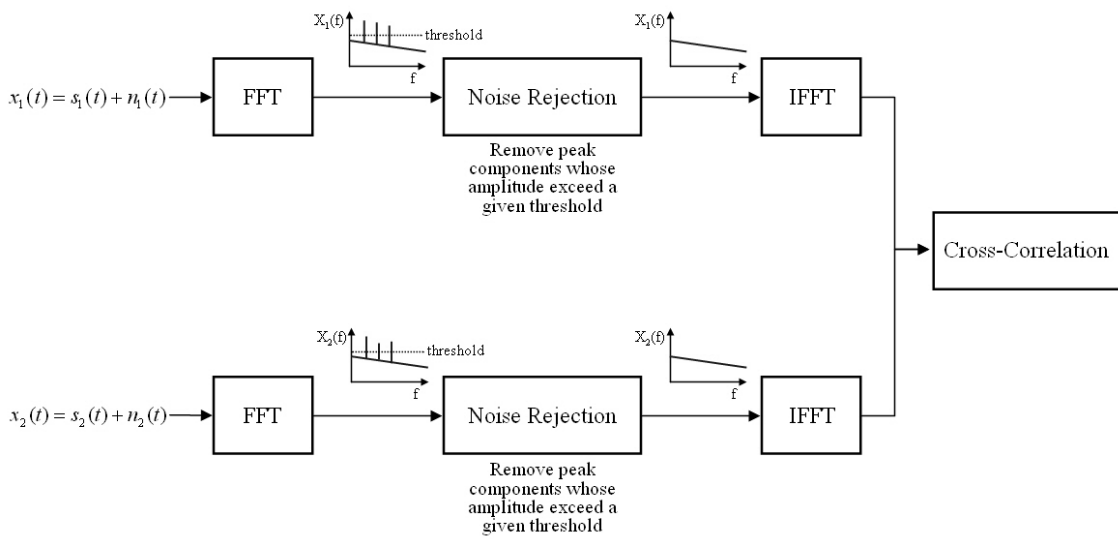 X₁(f)
threshold
f
X₁(f)
f
x₁(t) = s₁(t) + n₁(t)
FFT
Noise Rejection
IFFT
Remove peak
components whose
amplitude exceed a
given threshold
Cross-Correlation
X₂(f)
threshold
f
X₂(f)
f
x₂(t) = s₂(t) + n₂(t)
FFT
Noise Rejection
IFFT
Remove peak
components whose
amplitude exceed a
given threshold